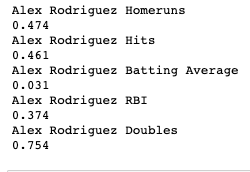 Alex Rodriguez Homeruns
0.474
Alex Rodriguez Hits
0.461
Alex Rodriguez Batting Average
0.031
Alex Rodriguez RBI
0.374
Alex Rodriguez Doubles
0.754